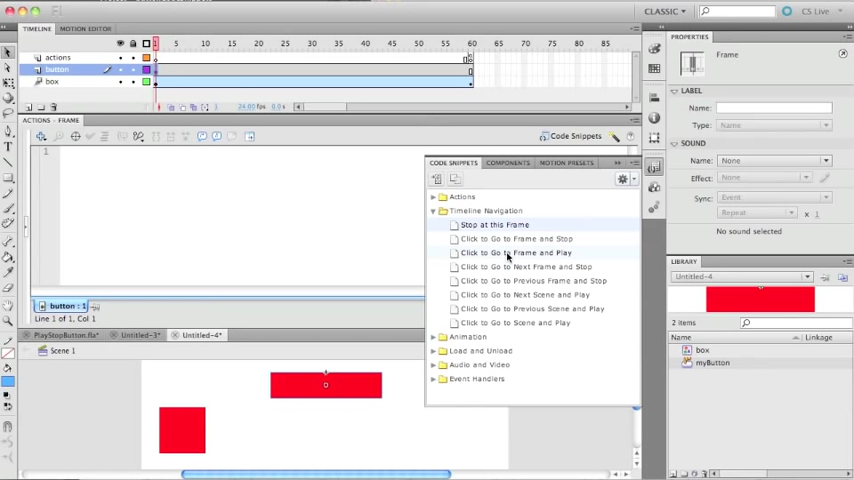 Fl
CLASSIC
CS Live
TIMELINE
MOTION EDITOR
1 5 10 15 20 25 30 35 40 45 50 55 60 65 70 75 80 85
actions
button
box
1 24.00 fps 0.0 s
ACTIONS - FRAME
Code Snippets
1
button : 1
Line 1 of 1, Col 1
PlayStopButton.fla*
Untitled-3*
Untitled-4*
Scene 1
CODE SNIPPETS
COMPONENTS
MOTION PRESETS
Actions
Timeline Navigation
Stop at this Frame
Click to Go to Frame and Stop
Click to Go to Frame and Play
Click to Go to Next Frame and Stop
Click to Go to Previous Frame and Stop
Click to Go to Next Scene and Play
Click to Go to Previous Scene and Play
Click to Go to Scene and Play
Animation
Load and Unload
Audio and Video
Event Handlers
PROPERTIES
Frame
LABEL
Name:
Type: Name
SOUND
Name: None
Effect: None
Sync: Event
Repeat x 1
No sound selected
LIBRARY
Untitled-4
2 items
Name Linkage
box
myButton